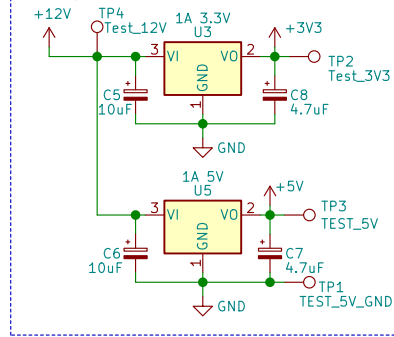 +12V
TP4
Test_12V
1A 3.3V
U3
+3V3
3
VI
VO
2
GND
1
TP2
Test_3V3
C5
10uF
C8
4.7uF
GND
1A 5V
U5
+5V
3
VI
VO
2
GND
1
TP3
TEST_5V
C6
10uF
C7
4.7uF
TP1
TEST_5V_GND
GND